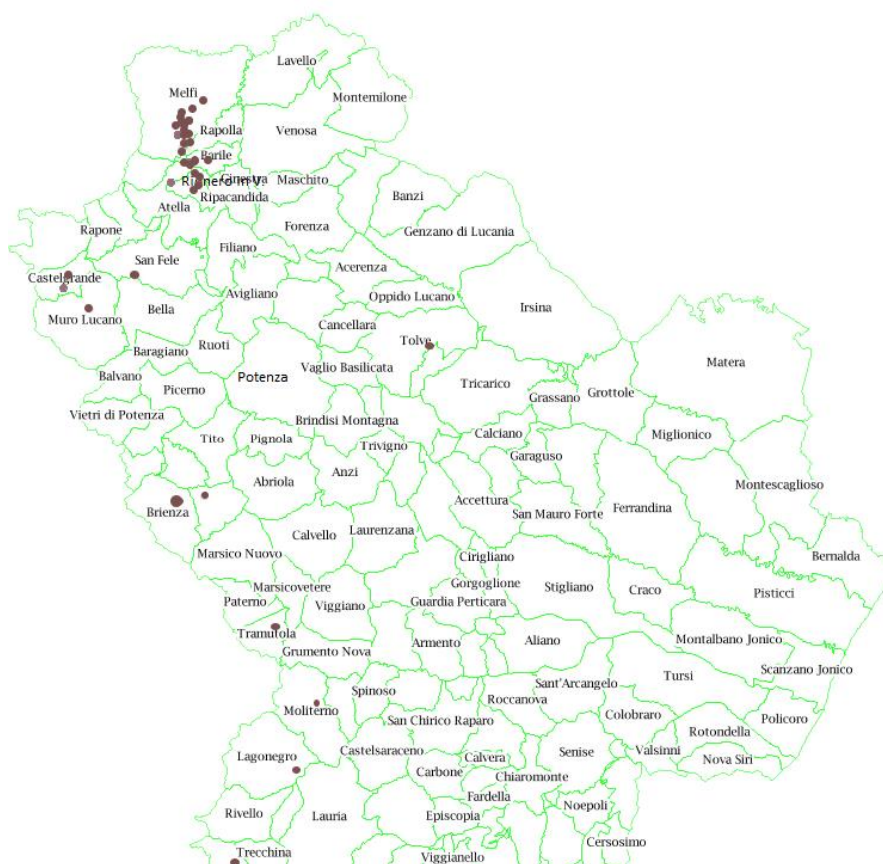 Lavello
Melfi
Montemilone
Rapolla
Venosa
Barile
Ginestra
Maschito
Rionero in V.
Ripacandida
Banzi
Atella
Forenza
Genzano di Lucania
Rapone
Filiano
San Fele
Acerenza
Castelgrande
Avigliano
Oppido Lucano
Irsina
Bella
Muro Lucano
Cancellara
Tolve
Ruoti
Baragiano
Matera
Vaglio Basilicata
Balvano
Potenza
Tricarico
Picerno
Grassano
Grottole
Vietri di Potenza
Brindisi Montagna
Tito
Pignola
Calciano
Miglionico
Trivigno
Garaguso
Anzi
Abriola
Montescaglioso
Accettura
Ferrandina
Brienza
San Mauro Forte
Laurenzana
Calvello
Marsico Nuovo
Cirigliano
Bernalda
Marsicovetere
Gorgoglione
Stigliano
Craco
Pisticci
Paterno
Viggiano
Guardia Perticara
Tramutola
Armento
Aliano
Montalbano Jonico
Grumento Nova
Scanzano Jonico
Tursi
Sant'Arcangelo
Spinoso
Roccanova
Moliterno
San Chirico Raparo
Colobraro
Policoro
Rotondella
Castelsaraceno
Senise
Valsinni
Lagonegro
Calvera
Nova Siri
Carbone
Chiaromonte
Fardella
Noepoli
Rivello
Lauria
Episcopia
Cersosimo
Trecchina
Viggianello